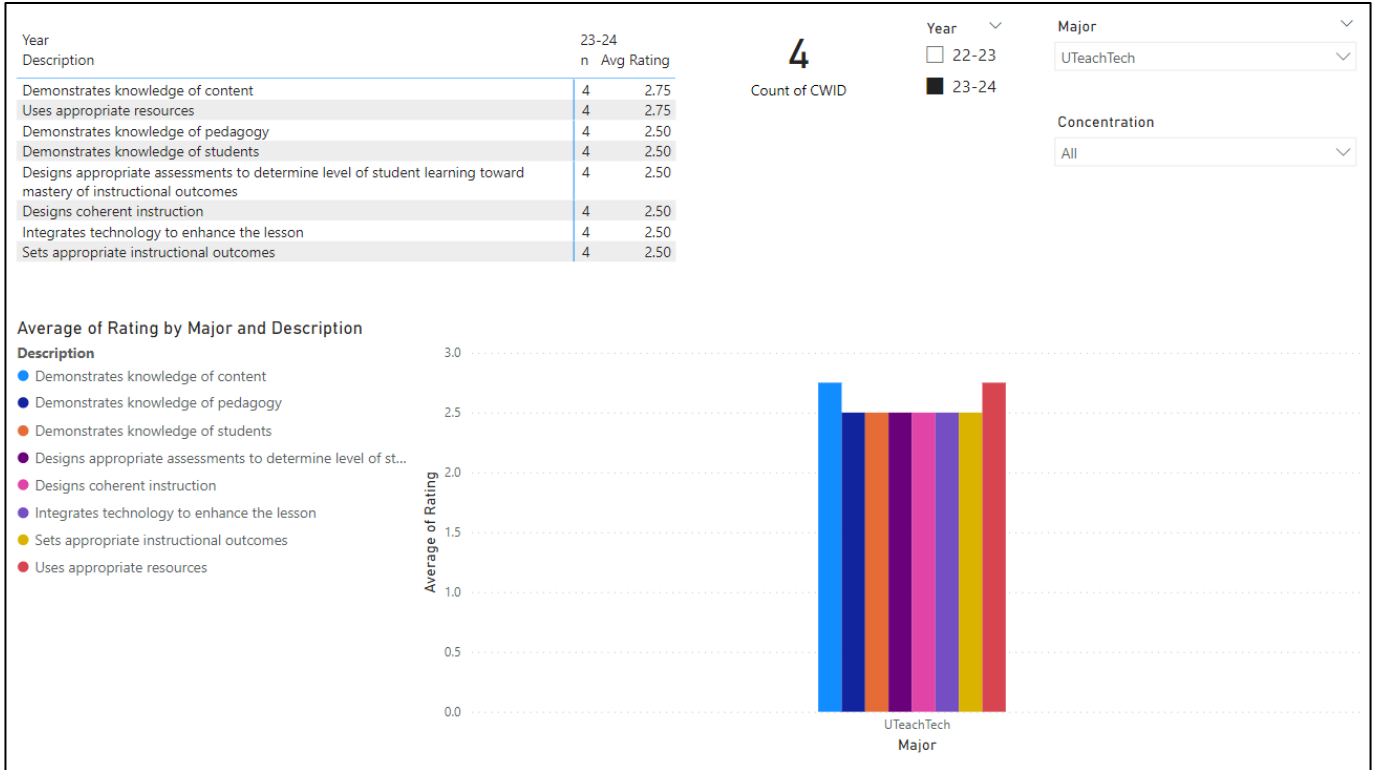 Year 23-24
Description n Avg Rating
Demonstrates knowledge of content 4 2.75
Uses appropriate resources 4 2.75
Demonstrates knowledge of pedagogy 4 2.50
Demonstrates knowledge of students 4 2.50
Designs appropriate assessments to determine level of student learning toward 4 2.50
mastery of instructional outcomes
Designs coherent instruction 4 2.50
Integrates technology to enhance the lesson 4 2.50
Sets appropriate instructional outcomes 4 2.50
4
Count of CWID
Year
22-23
23-24
Major
UTeachTech
Concentration
All
Average of Rating by Major and Description
Description
Demonstrates knowledge of content
Demonstrates knowledge of pedagogy
Demonstrates knowledge of students
Designs appropriate assessments to determine level of st...
Designs coherent instruction
Integrates technology to enhance the lesson
Sets appropriate instructional outcomes
Uses appropriate resources
Average of Rating
3.0
2.5
2.0
1.5
1.0
0.5
0.0
UTeachTech
Major